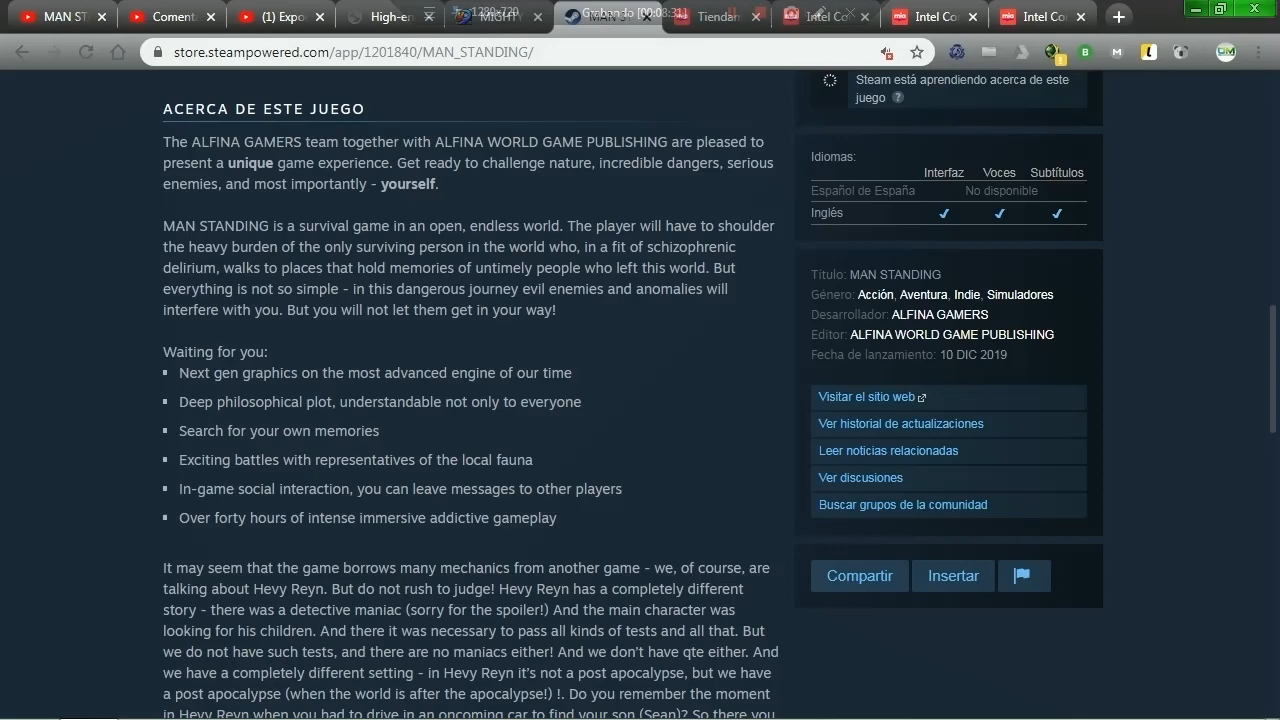 MAN ST
Coment
(1) Expo
High-en
MIGHTY
MAN S
Tiendan
Intel Co
Intel Co
Intel Co
1280x720
Grabando [00:08:31]
store.steampowered.com/app/1201840/MAN_STANDING/
ACERCA DE ESTE JUEGO
The ALFINA GAMERS team together with ALFINA WORLD GAME PUBLISHING are pleased to
present a unique game experience. Get ready to challenge nature, incredible dangers, serious
enemies, and most importantly - yourself.
MAN STANDING is a survival game in an open, endless world. The player will have to shoulder
the heavy burden of the only surviving person in the world who, in a fit of schizophrenic
delirium, walks to places that hold memories of untimely people who left this world. But
everything is not so simple - in this dangerous journey evil enemies and anomalies will
interfere with you. But you will not let them get in your way!
Waiting for you:
Next gen graphics on the most advanced engine of our time
Deep philosophical plot, understandable not only to everyone
Search for your own memories
Exciting battles with representatives of the local fauna
In-game social interaction, you can leave messages to other players
Over forty hours of intense immersive addictive gameplay
It may seem that the game borrows many mechanics from another game - we, of course, are
talking about Hevy Reyn. But do not rush to judge! Hevy Reyn has a completely different
story - there was a detective maniac (sorry for the spoiler!) And the main character was
looking for his children. And there it was necessary to pass all kinds of tests and all that. But
we do not have such tests, and there are no maniacs either! And we don't have qte either. And
we have a completely different setting - in Hevy Reyn it's not a post apocalypse, but we have
a post apocalypse (when the world is after the apocalypse!) !. Do you remember the moment
in Hevy Reyn when you had to drive in an oncoming car to find your son (Sean)? So there you
Steam está aprendiendo acerca de este
juego ?
Idiomas:
Interfaz Voces Subtítulos
Español de España No disponible
Inglés ✔ ✔ ✔
Título: MAN STANDING
Género: Acción, Aventura, Indie, Simuladores
Desarrollador: ALFINA GAMERS
Editor: ALFINA WORLD GAME PUBLISHING
Fecha de lanzamiento: 10 DIC 2019
Visitar el sitio web
Ver historial de actualizaciones
Leer noticias relacionadas
Ver discusiones
Buscar grupos de la comunidad
Compartir Insertar